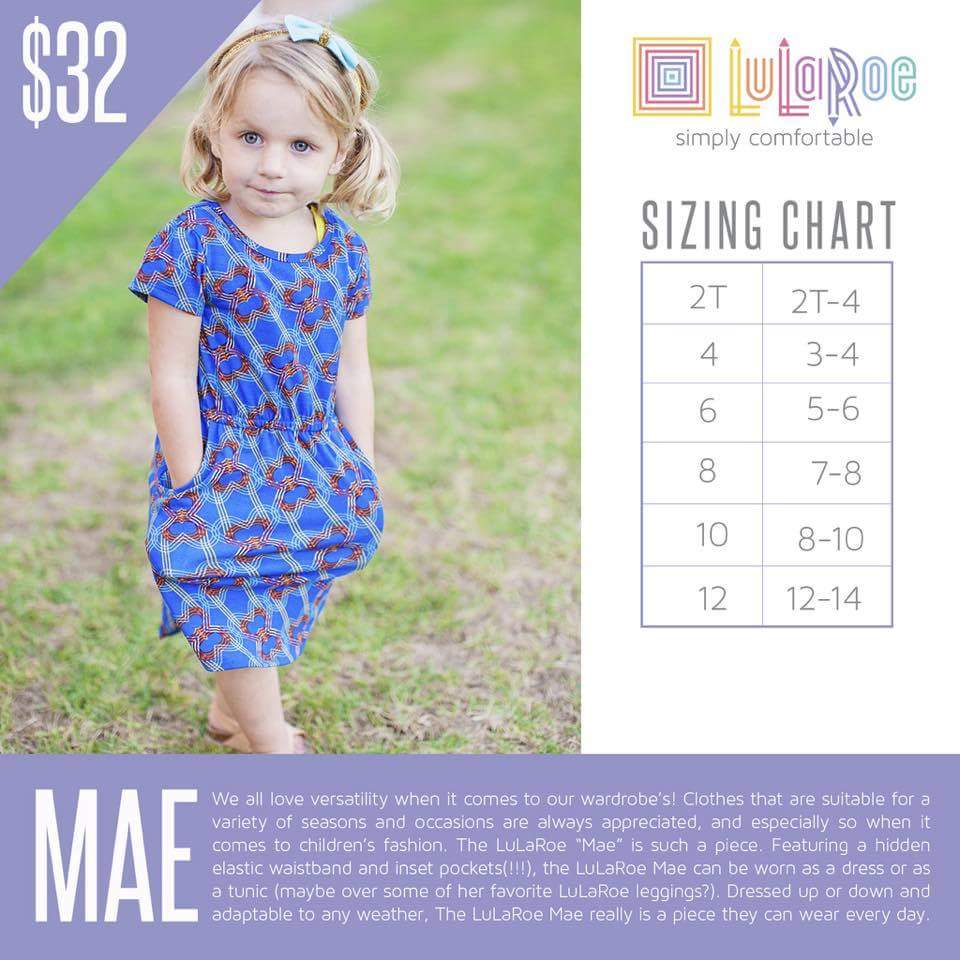 $32
LuLaRoe
simply comfortable
SIZING CHART
2T 2T-4
4 3-4
6 5-6
8 7-8
10 8-10
12 12-14
MAE
We all love versatility when it comes to our wardrobe's! Clothes that are suitable for a
variety of seasons and occasions are always appreciated, and especially so when it
comes to children's fashion. The LuLaRoe "Mae" is such a piece. Featuring a hidden
elastic waistband and inset pockets(!!!), the LuLaRoe Mae can be worn as a dress or as
a tunic (maybe over some of her favorite LuLaRoe leggings?). Dressed up or down and
adaptable to any weather, The LuLaRoe Mae really is a piece they can wear every day.